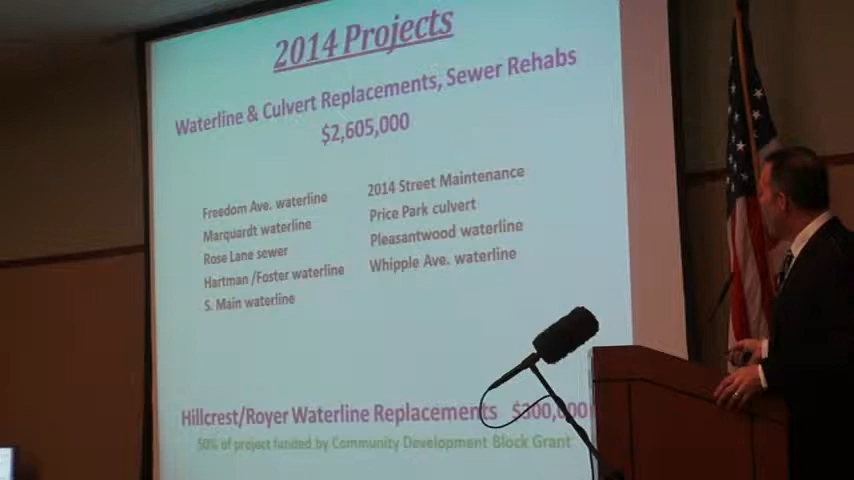 2014 Projects
Waterline & Culvert Replacements, Sewer Rehabs
$2,605,000
Freedom Ave. waterline
Marquardt waterline
Rose Lane sewer
Hartman /Foster waterline
S. Main waterline
2014 Street Maintenance
Price Park culvert
Pleasantwood waterline
Whipple Ave. waterline
Hillcrest/Royer Waterline Replacements $300,000
50% of project funded by Community Development Block Grant